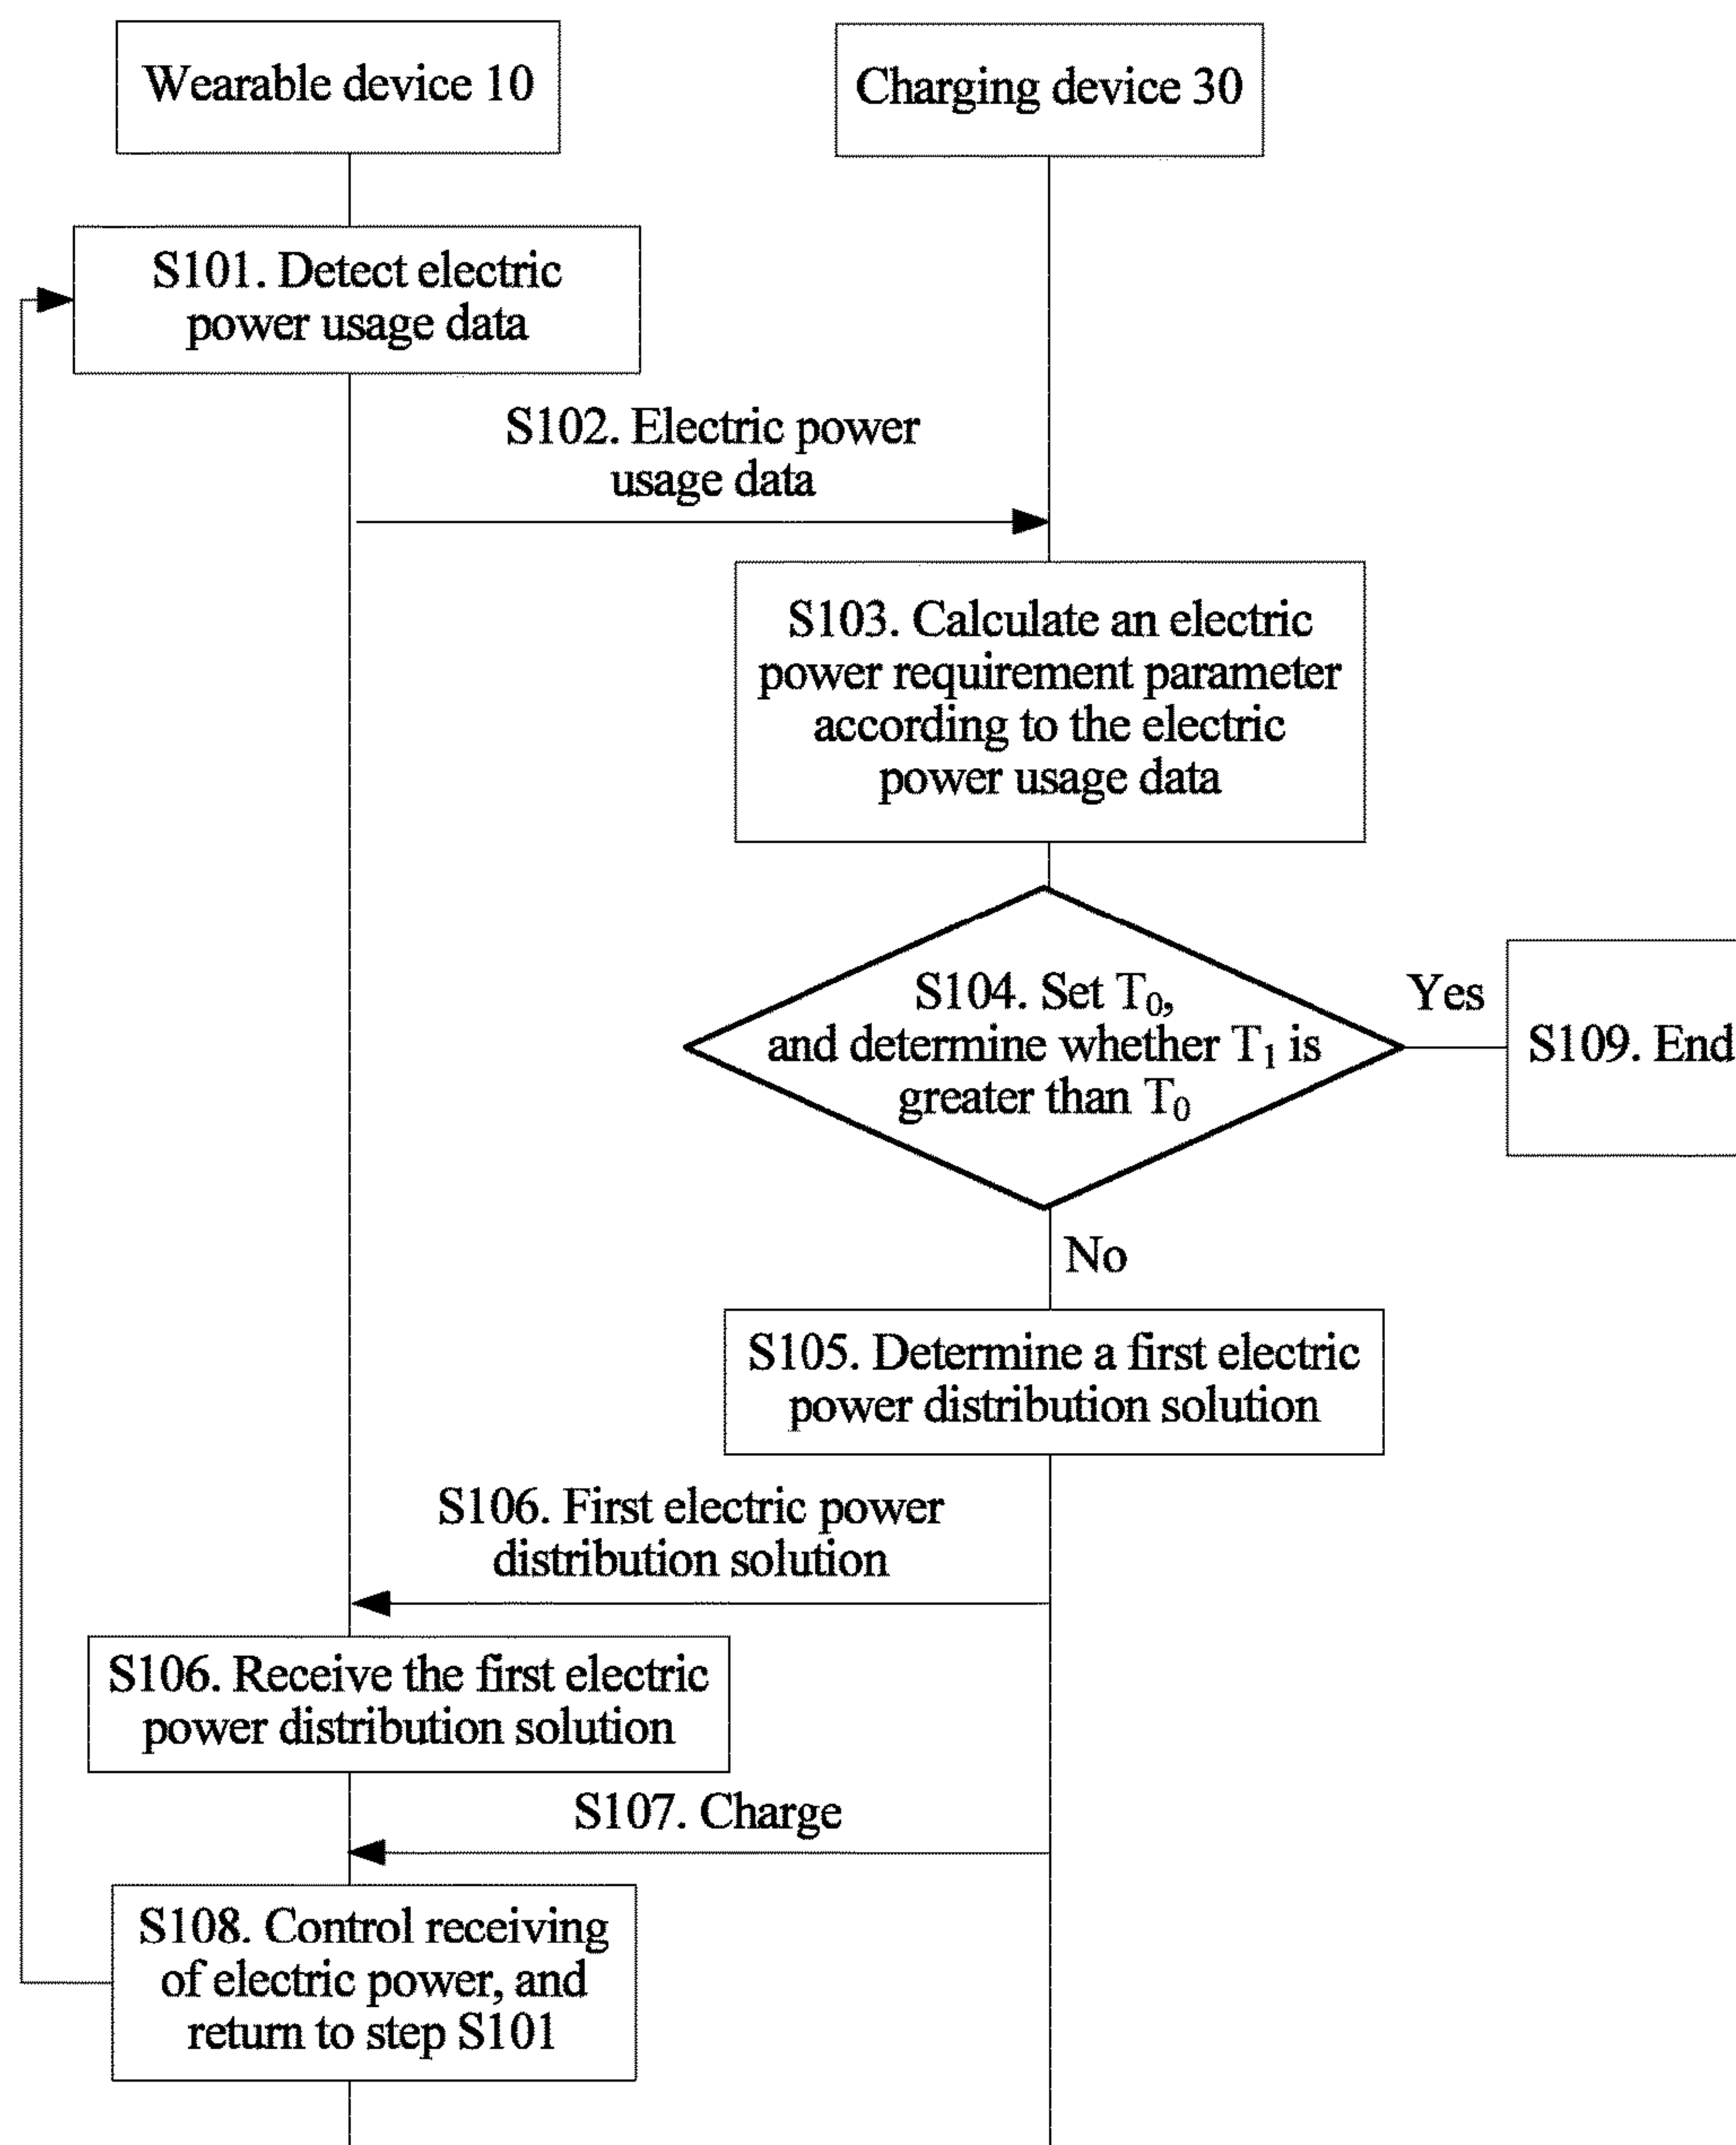 Wearable device 10
Charging device 30
S101. Detect electric
power usage data
S102. Electric power
usage data
S103. Calculate an electric
power requirement parameter
according to the electric
power usage data
S104. Set T₀,
and determine whether T₁ is
greater than T₀
Yes
S109. End
No
S105. Determine a first electric
power distribution solution
S106. First electric power
distribution solution
S106. Receive the first electric
power distribution solution
S107. Charge
S108. Control receiving
of electric power, and
return to step S101